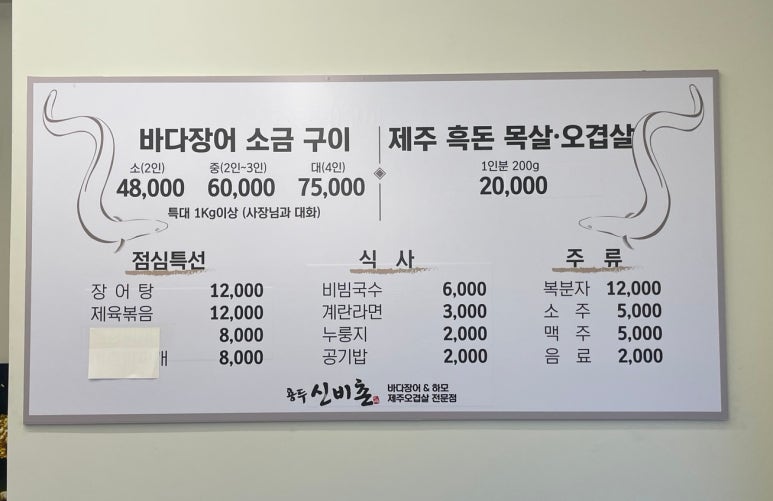 바다장어 소금 구이
소(2인) 중(2인~3인) 대(4인)
48,000 60,000 75,000
특대 1Kg이상 (사장님과 대화)
제주 흑돈 목살·오겹살
1인분 200g
20,000
점심특선
장어탕 12,000
제육볶음 12,000
8,000
8,000
식 사
비빔국수 6,000
계란라면 3,000
누룽지 2,000
공기밥 2,000
주 류
복분자 12,000
소 주 5,000
맥 주 5,000
음 료 2,000
용두 신비촌
바다장어 & 하모
제주오겹살 전문점